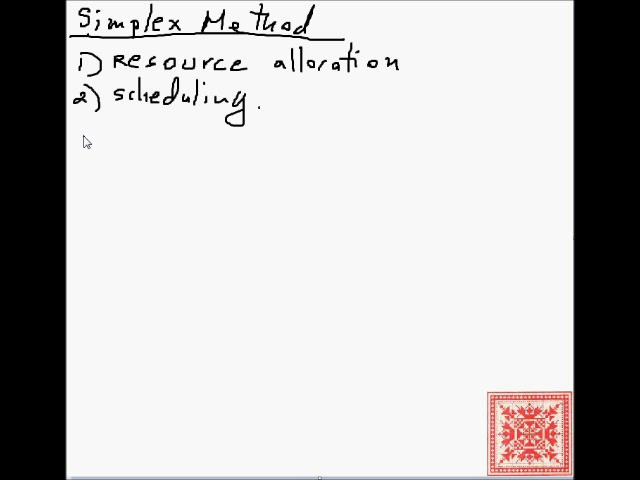 Simplex Method
1) resource allocation
2) scheduling.